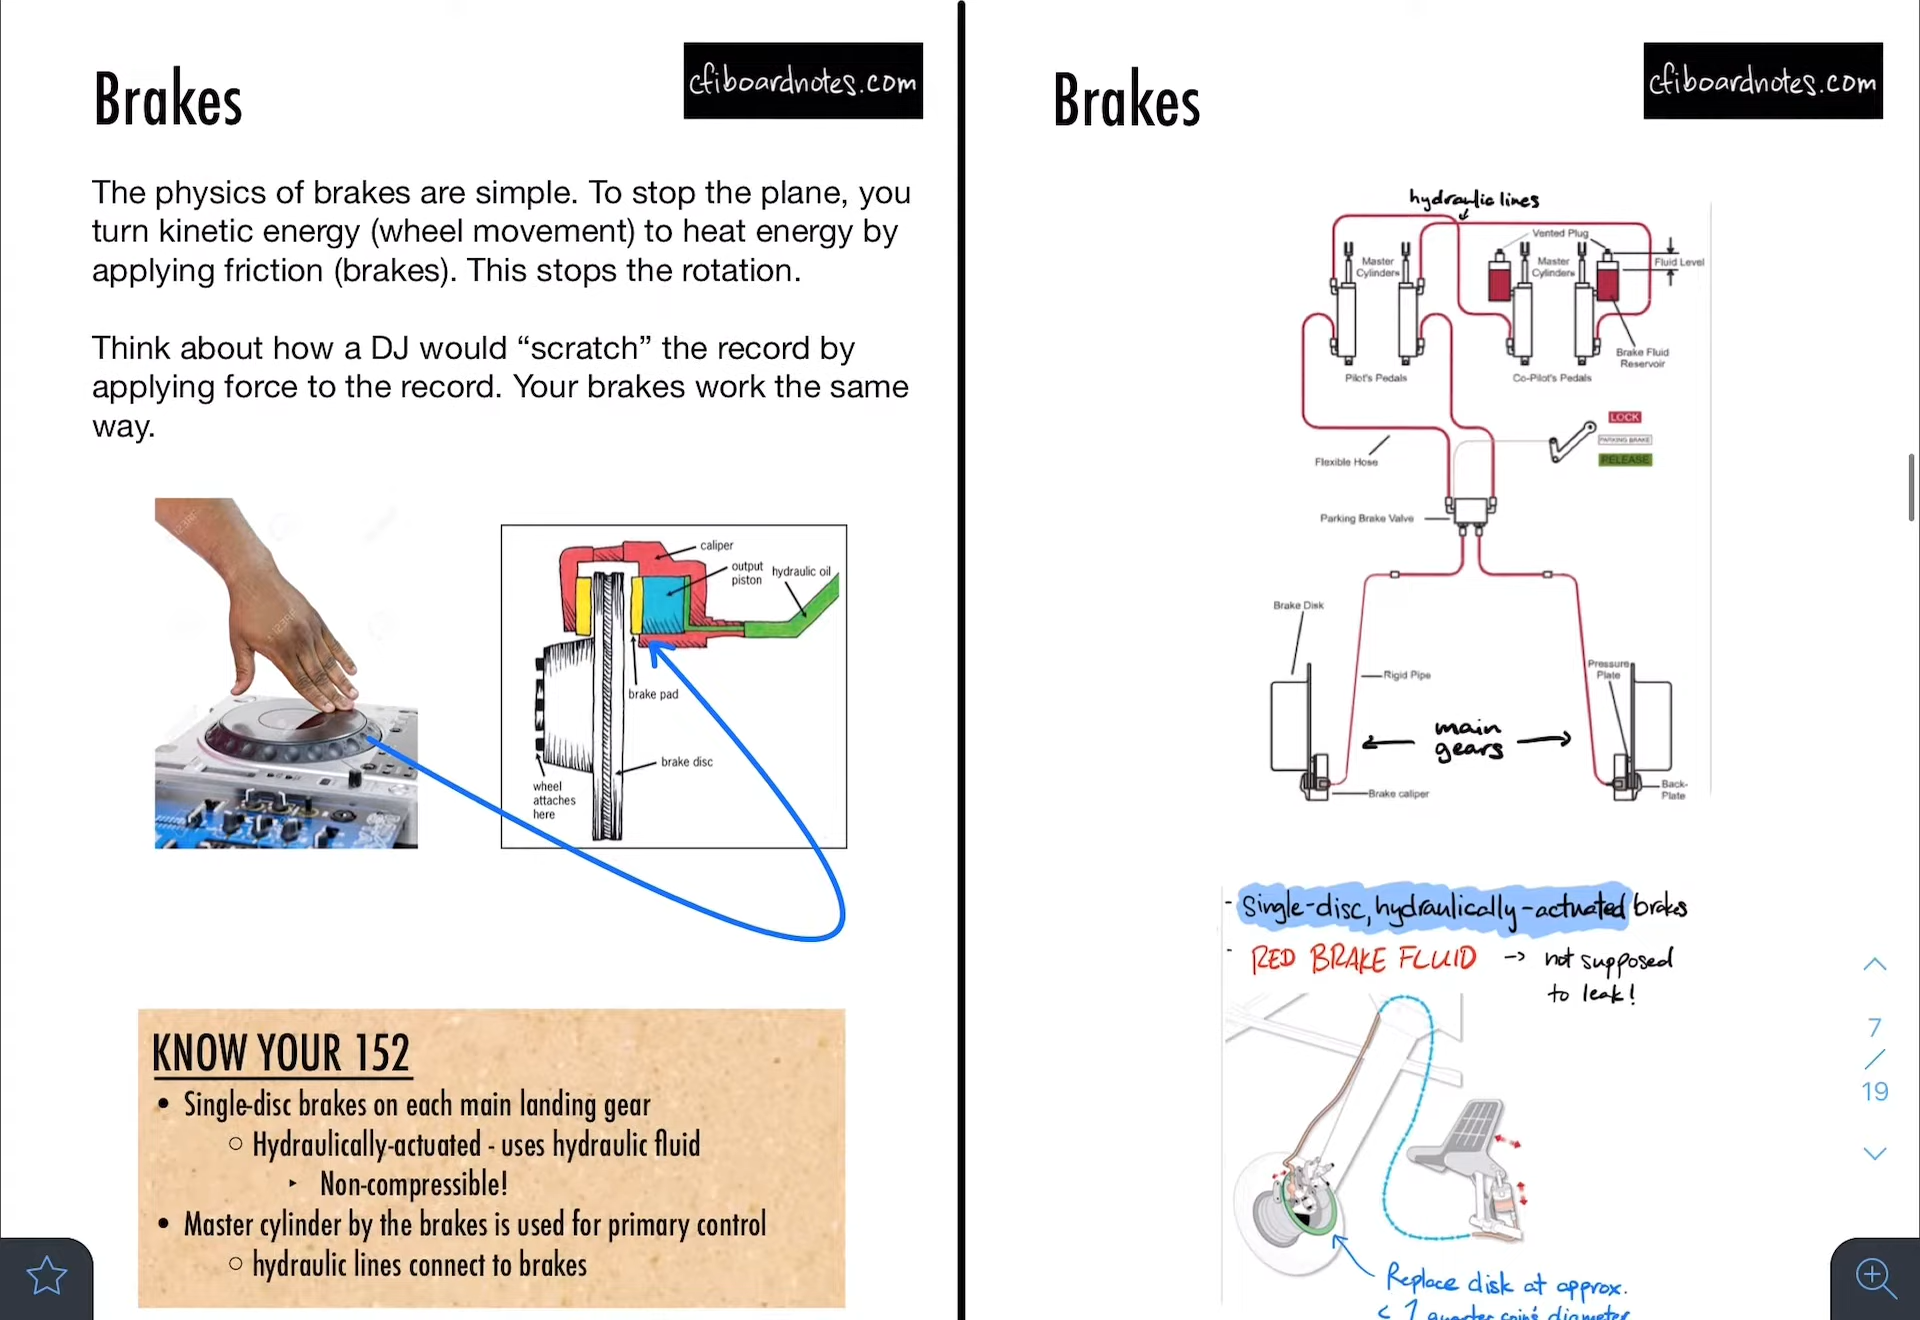 Brakes
cfiboardnotes.com
The physics of brakes are simple. To stop the plane, you
turn kinetic energy (wheel movement) to heat energy by
applying friction (brakes). This stops the rotation.
Think about how a DJ would “scratch” the record by
applying force to the record. Your brakes work the same
way.
caliper
output
piston
hydraulic oil
brake pad
brake disc
wheel
attaches
here
KNOW YOUR 152
• Single-disc brakes on each main landing gear
○ Hydraulically-actuated - uses hydraulic fluid
‣ Non-compressible!
• Master cylinder by the brakes is used for primary control
○ hydraulic lines connect to brakes
Brakes
cfiboardnotes.com
hydraulic lines
Vented Plug
Master
Cylinders
Master
Cylinders
Fluid Level
Brake Fluid
Reservoir
Pilot's Pedals
Co-Pilot's Pedals
LOCK
PARKING BRAKE
RELEASE
Flexible Hose
Parking Brake Valve
Brake Disk
Pressure
Plate
Rigid Pipe
main
gears
Brake caliper
Back-
Plate
- Single-disc, hydraulically-actuated brakes
- RED BRAKE FLUID -> not supposed
to leak!
Replace disk at approx.
< 1 quarter coin's diameter
7
/
19